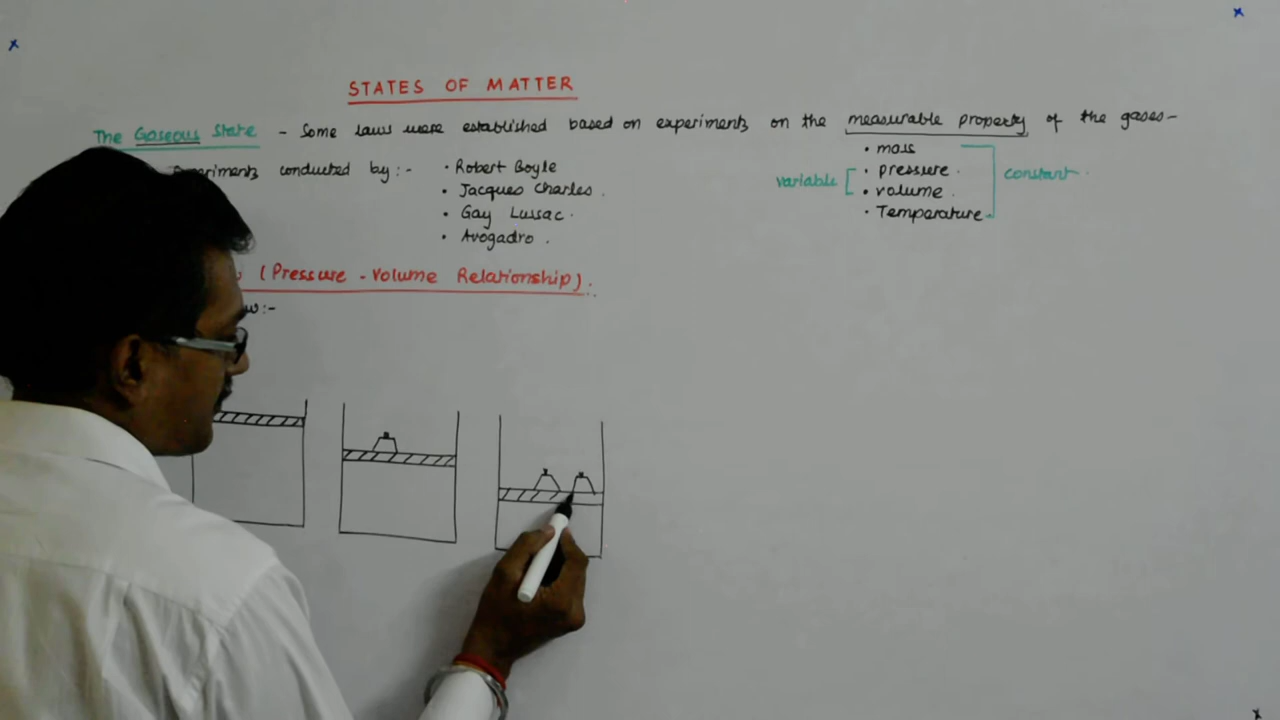 STATES OF MATTER
The Gaseous State - Some laws were established based on experiments on the measurable property of the gases-
conducted by:-
• Robert Boyle
• Jacques Charles.
• Gay Lussac.
• Avogadro.
• mass
• pressure.
• volume.
• Temperature
variable
constant.
(Pressure - Volume Relationship).